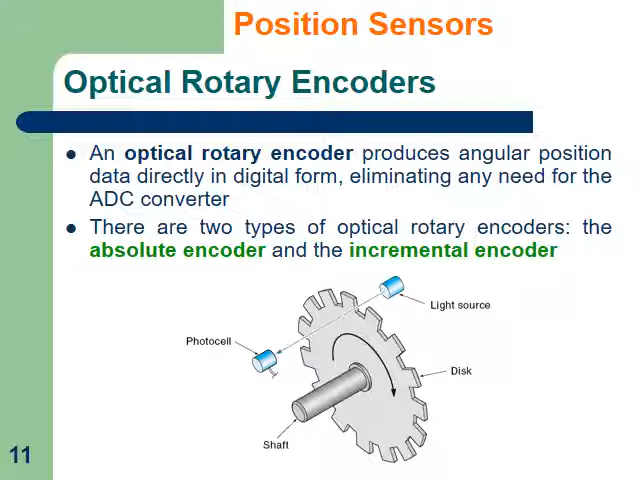 Position Sensors
Optical Rotary Encoders
● An optical rotary encoder produces angular position
data directly in digital form, eliminating any need for the
ADC converter
● There are two types of optical rotary encoders: the
absolute encoder and the incremental encoder
Light source
Photocell
Disk
Shaft
11